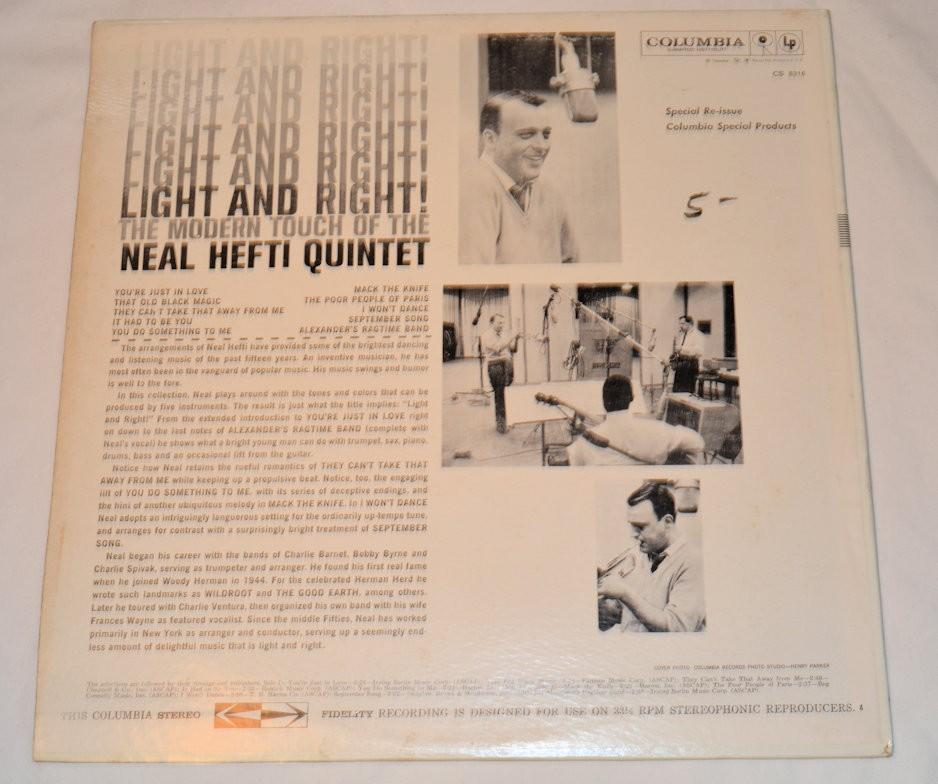 LIGHT AND RIGHT!
LIGHT AND RIGHT!
LIGHT AND RIGHT!
LIGHT AND RIGHT!
LIGHT AND RIGHT!
LIGHT AND RIGHT!
THE MODERN TOUCH OF THE
NEAL HEFTI QUINTET
YOU'RE JUST IN LOVE
THAT OLD BLACK MAGIC
THEY CAN'T TAKE THAT AWAY FROM ME
IT HAD TO BE YOU
YOU DO SOMETHING TO ME
MACK THE KNIFE
THE POOR PEOPLE OF PARIS
I WON'T DANCE
SEPTEMBER SONG
ALEXANDER'S RAGTIME BAND
The arrangements of Neal Hefti have provided some of the brightest dancing
and listening music of the past fifteen years. An inventive musician, he has
most often been in the vanguard of popular music. His music swings and humor
is well to the fore.
In this collection, Neal plays around with the tones and colors that can be
produced by five instruments. The result is just what the title implies: "Light
and Right!" From the extended introduction to YOU'RE JUST IN LOVE right
on down to the last notes of ALEXANDER'S RAGTIME BAND (complete with
Neal's vocal) he shows what a bright young man can do with trumpet, sax, piano,
drums, bass and an occasional lift from the guitar.
Notice how Neal retains the rueful romantics of THEY CAN'T TAKE THAT
AWAY FROM ME while keeping up a propulsive beat. Notice, too, the engaging
lilt of YOU DO SOMETHING TO ME, with its series of deceptive endings, and
the hint of another ubiquitous melody in MACK THE KNIFE. In I WON'T DANCE
Neal adopts an intriguingly languorous setting for the ordinarily up-tempo tune,
and arranges for contrast with a surprisingly bright treatment of SEPTEMBER
SONG.
Neal began his career with the bands of Charlie Barnet, Bobby Byrne and
Charlie Spivak, serving as trumpeter and arranger. He found his first real fame
when he joined Woody Herman in 1944. For the celebrated Herman Herd he
wrote such landmarks as WILDROOT and THE GOOD EARTH, among others.
Later he toured with Charlie Ventura, then organized his own band with his wife
Frances Wayne as featured vocalist. Since the middle Fifties, Neal has worked
primarily in New York as arranger and conductor, serving up a seemingly end-
less amount of delightful music that is light and right.
COLUMBIA Lp
CS 8316
Special Re-issue
Columbia Special Products
5-
COVER PHOTO: COLUMBIA RECORDS PHOTO STUDIO—HENRY PARKER
The selections are followed by their
THIS COLUMBIA STEREO FIDELITY RECORDING IS DESIGNED FOR USE ON 33⅓ RPM STEREOPHONIC REPRODUCERS.